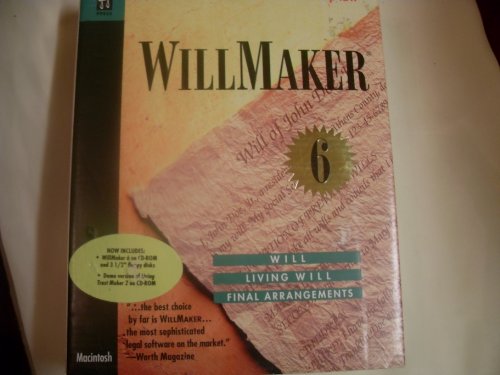 PRESS
WILLMAKER
Will of John Doe
6
WILL
LIVING WILL
FINAL ARRANGEMENTS
NOW INCLUDES:
• WillMaker 6 on CD-ROM
and 3 1/2" floppy disks
• Demo version of Living
Trust Maker 2 on CD-ROM
"...the best choice
by far is WILLMAKER...
the most sophisticated
legal software on the market."
—Worth Magazine
Macintosh